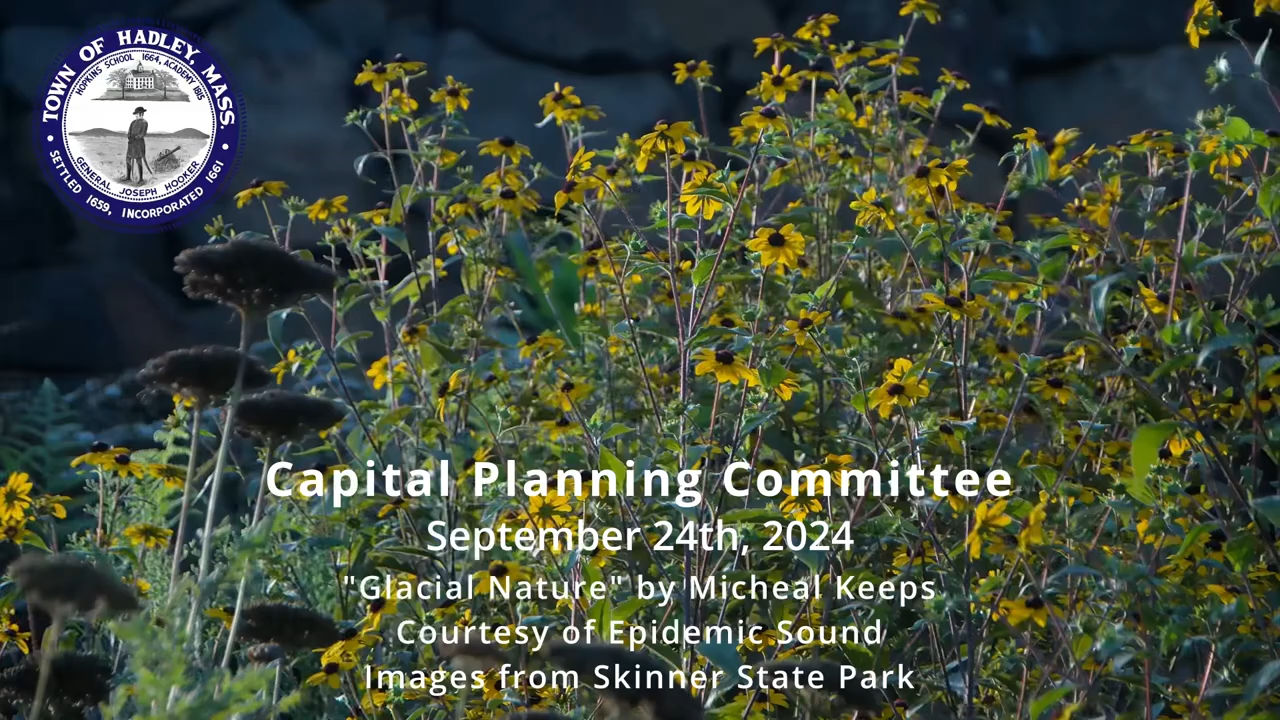 TOWN OF HADLEY, MASS.
HOPKINS SCHOOL 1664, ACADEMY 1815
GENERAL JOSEPH HOOKER
SETTLED 1659, INCORPORATED 1661
Capital Planning Committee
September 24th, 2024
"Glacial Nature" by Micheal Keeps
Courtesy of Epidemic Sound
Images from Skinner State Park